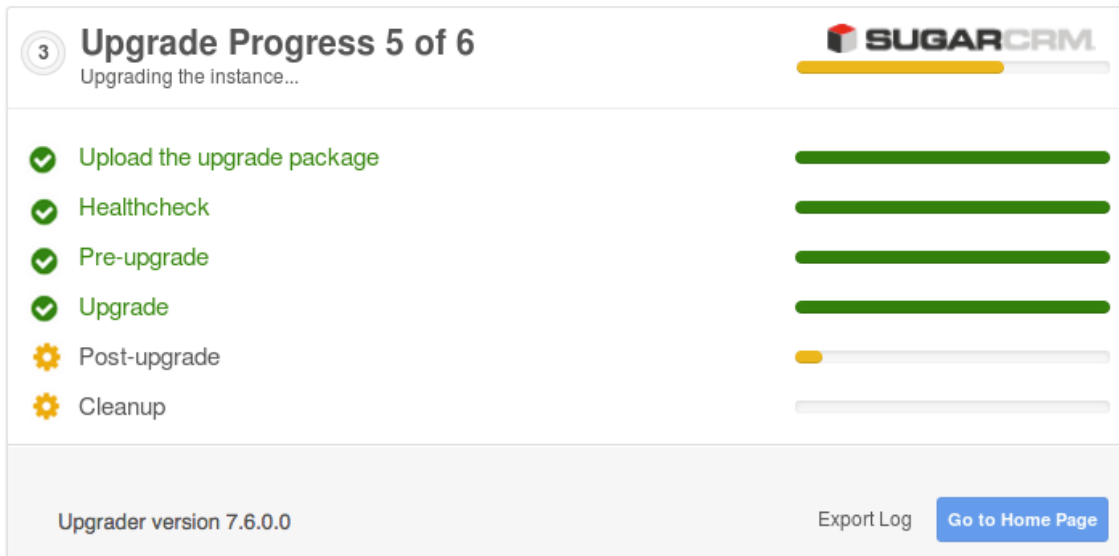 3
Upgrade Progress 5 of 6
SUGARCRM
Upgrading the instance...
Upload the upgrade package
Healthcheck
Pre-upgrade
Upgrade
Post-upgrade
Cleanup
Upgrader version 7.6.0.0
Export Log
Go to Home Page